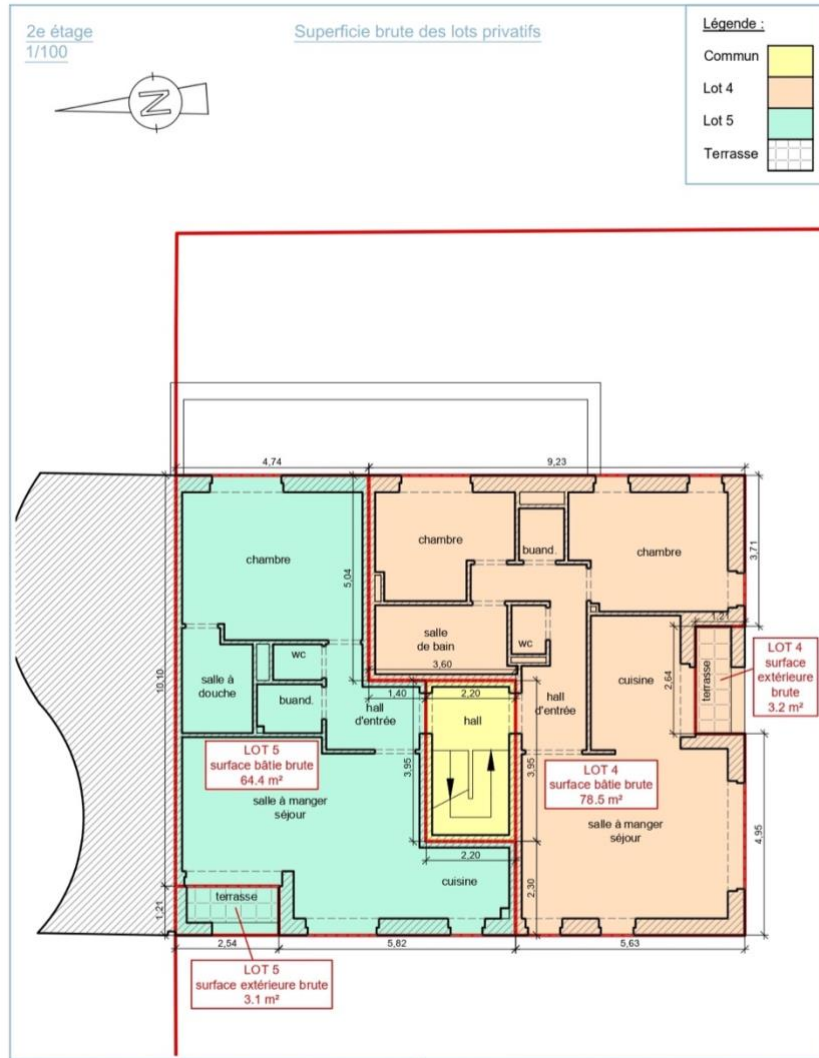 2e étage
1/100
Superficie brute des lots privatifs
Légende :
Commun
Lot 4
Lot 5
Terrasse
N
4,74
9,23
chambre
5,04
chambre
buand.
chambre
3,71
1,21
salle
de bain
wc
3,60
cuisine
2,64
terrasse
LOT 4
surface
extérieure
brute
3.2 m²
10,10
salle à
douche
wc
buand.
hall
d'entrée
1,40
2,20
hall
hall
d'entrée
3,95
3,95
LOT 5
surface bâtie brute
64.4 m²
LOT 4
surface bâtie brute
78.5 m²
salle à manger
séjour
salle à manger
séjour
4,95
2,20
2,30
cuisine
1,21
terrasse
2,54
5,82
5,63
LOT 5
surface extérieure brute
3.1 m²